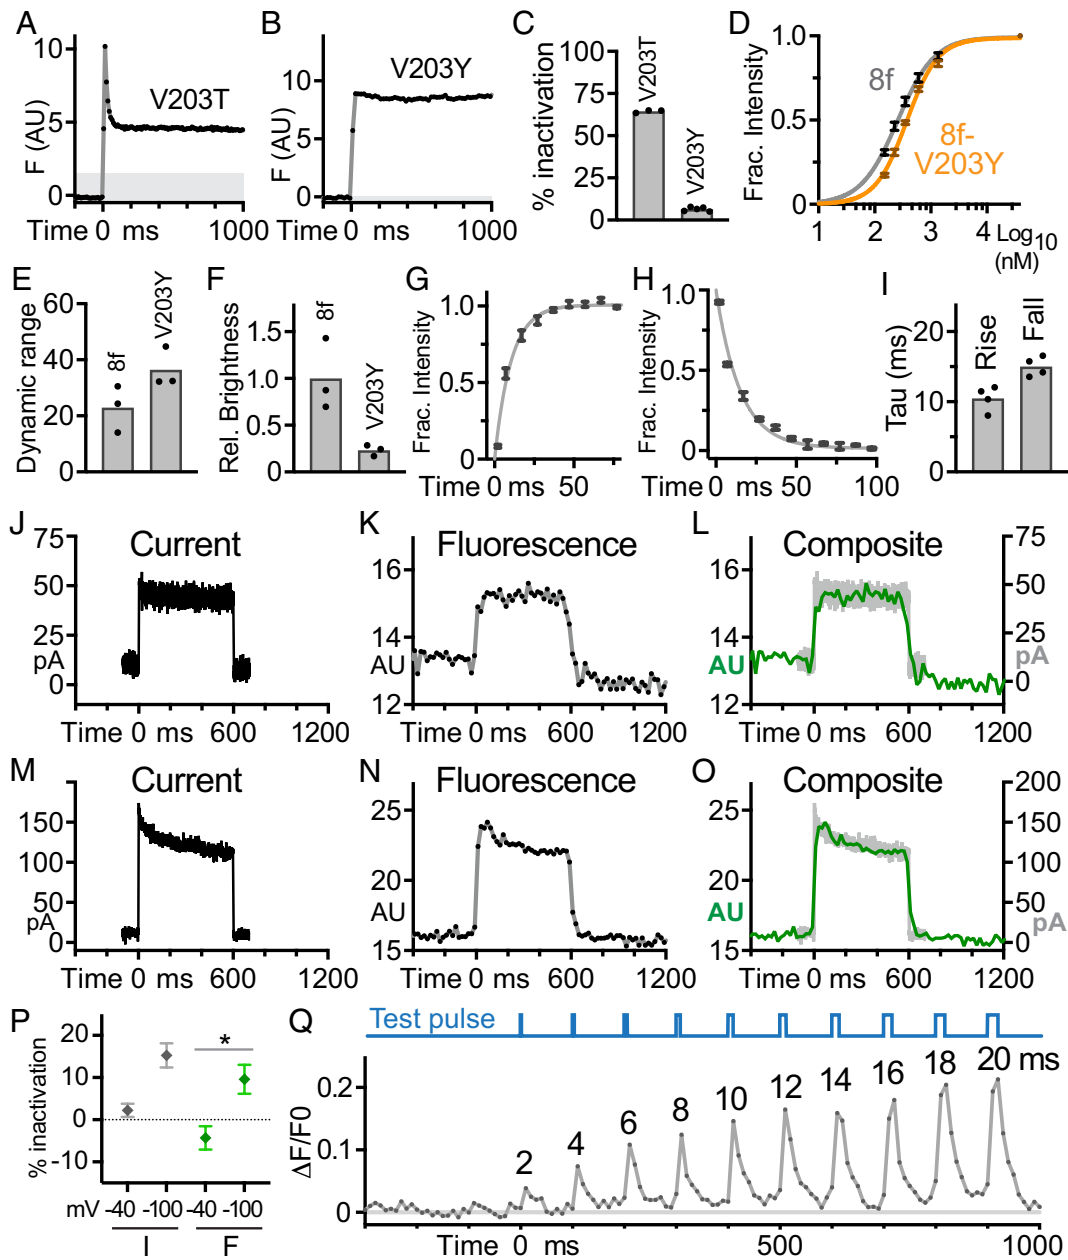 A
F (AU)
10
5
0
V203T
Time 0 ms 1000
B
F (AU)
10
5
0
V203Y
Time 0 ms 1000
C
% inactivation
100
75
50
25
0
V203T
V203Y
D
Frac. Intensity
1.0
0.5
0
8f
8f-
V203Y
1 2 3 4 Log10
(nM)
E
Dynamic range
60
40
20
0
8f
V203Y
F
Rel. Brightness
1.5
1.0
0.5
0
8f
V203Y
G
Frac. Intensity
1.0
0.5
0
Time 0 ms 50
H
Frac. Intensity
1.0
0.5
0
Time 0 ms 50 100
I
Tau (ms)
20
10
0
Rise
Fall
J
Current
75
50
25
pA
0
Time 0 ms 600 1200
K
Fluorescence
16
14
AU
12
Time 0 ms 600 1200
L
Composite
16
14
AU
12
75
50
25
pA
0
Time 0 ms 600 1200
M
Current
150
100
50
pA
0
Time 0 ms 600 1200
N
Fluorescence
25
20
AU
15
Time 0 ms 600 1200
O
Composite
25
20
AU
15
200
150
100
50
pA
0
Time 0 ms 600 1200
P
% inactivation
20
10
0
-10
*
mV -40 -100 -40 -100
I F
Q
Test pulse
ΔF/F0
0.2
0.1
0
2 4 6 8 10 12 14 16 18 20 ms
Time 0 ms 500 1000